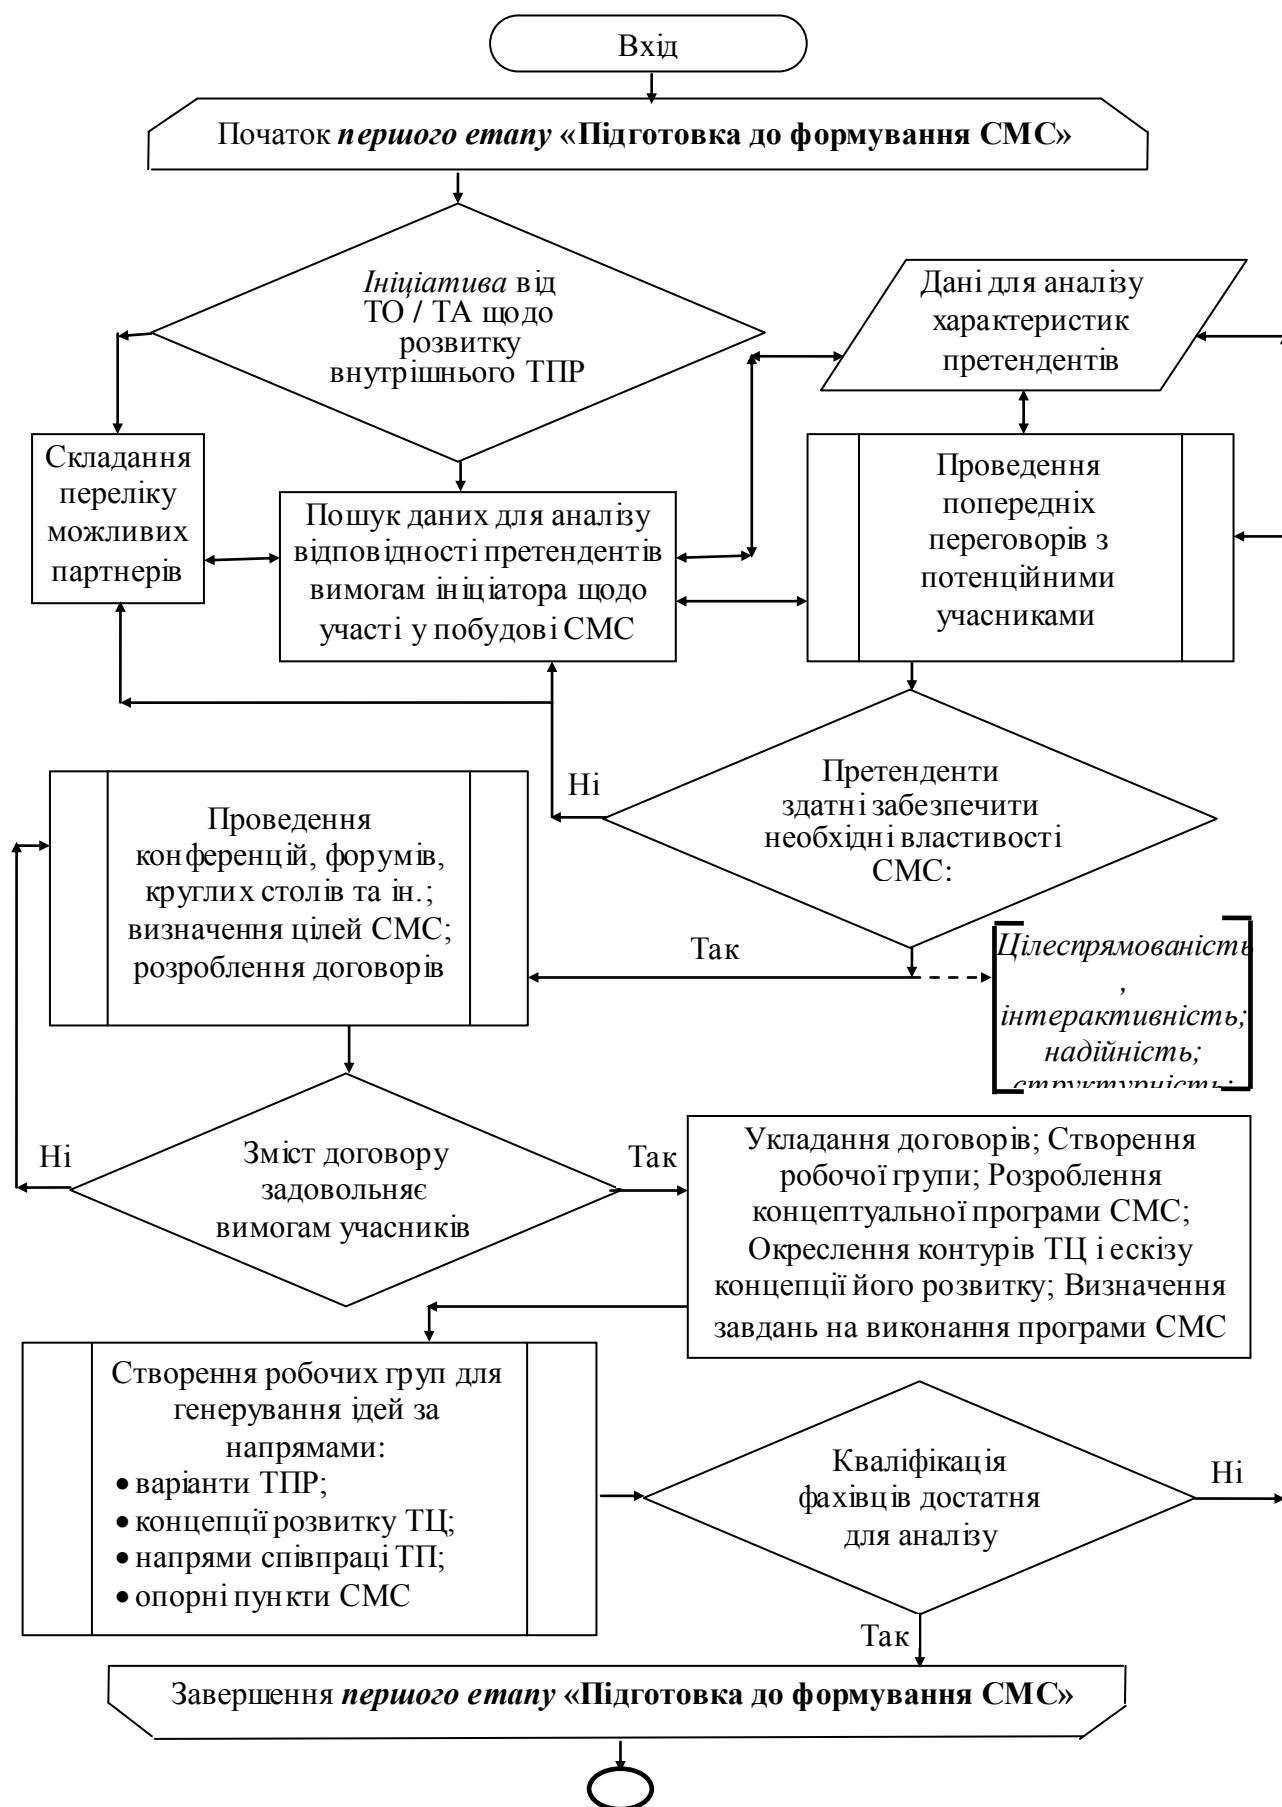 Вхід
Початок першого етапу «Підготовка до формування СМС»
Ініціатива від
ТО / ТА щодо
розвитку
внутрішнього ТПР
Дані для аналізу
характеристик
претендентів
Складання
переліку
можливих
партнерів
Пошук даних для аналізу
відповідності претендентів
вимогам ініціатора щодо
участі у побудові СМС
Проведення
попередніх
переговорів з
потенційними
учасниками
Ні
Претенденти
здатні забезпечити
необхідні властивості
СМС:
Проведення
конференцій, форумів,
круглих столів та ін.;
визначення цілей СМС;
розроблення договорів
Так
Цілеспрямованість
,
інтерактивність;
надійність;
структурність;
Ні
Зміст договору
задовольняє
вимогам учасників
Так
Укладання договорів; Створення
робочої групи; Розроблення
концептуальної програми СМС;
Окреслення контурів ТЦ і ескізу
концепції його розвитку; Визначення
завдань на виконання програми СМС
Створення робочих груп для
генерування ідей за
напрямами:
• варіанти ТПР;
• концепції розвитку ТЦ;
• напрями співпраці ТП;
• опорні пункти СМС
Кваліфікація
фахівців достатня
для аналізу
Ні
Так
Завершення першого етапу «Підготовка до формування СМС»